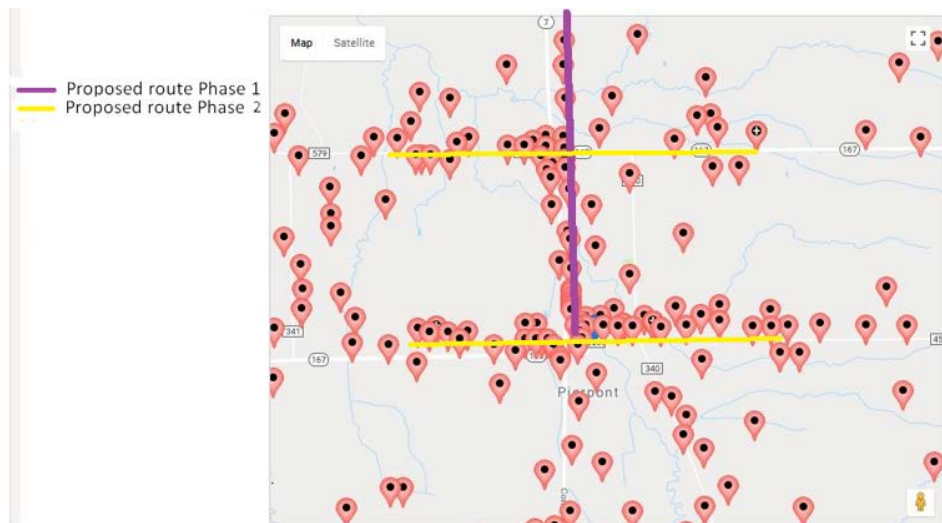 Proposed route Phase 1
Proposed route Phase 2
Map
Satellite
7
579
167
167
341
167
340
45
Pierpont